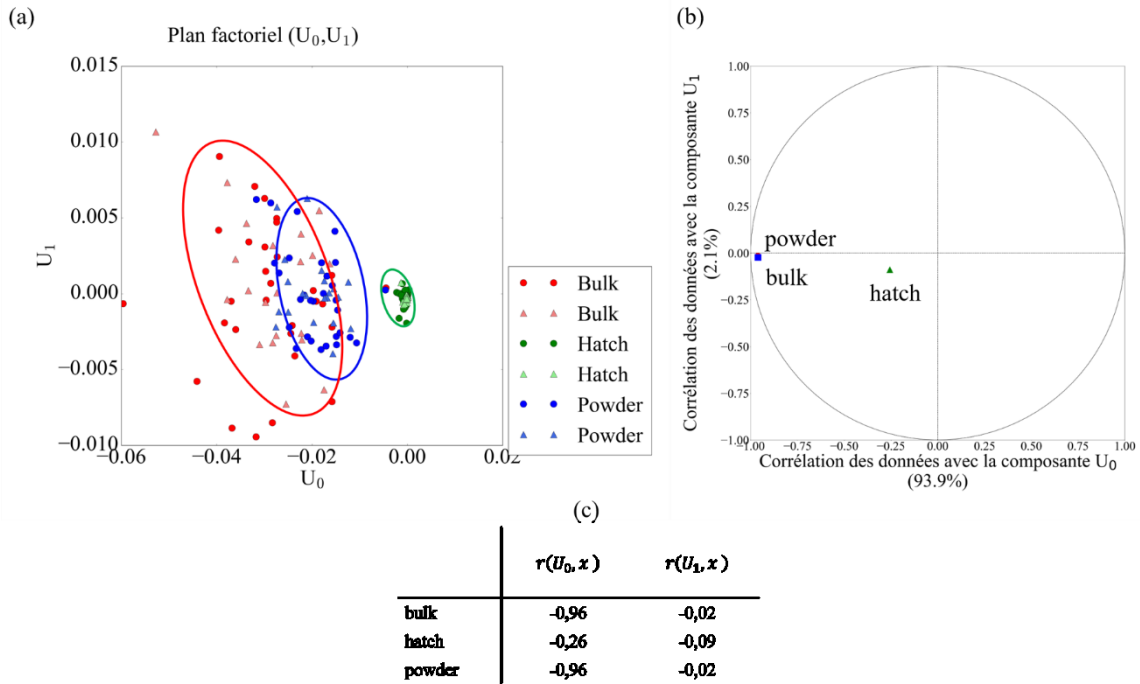 (a)
Plan factoriel (U0,U1)
0.015
0.010
0.005
0.000
−0.005
−0.010
U1
−0.06 −0.04 −0.02 0.00 0.02
U0
Bulk
Bulk
Hatch
Hatch
Powder
Powder
(b)
1.00
0.75
0.50
0.25
0.00
−0.25
−0.50
−0.75
−1.00
Corrélation des données avec la composante U1
(2.1%)
powder
bulk
hatch
−1.00 −0.75 −0.50 −0.25 0.00 0.25 0.50 0.75 1.00
Corrélation des données avec la composante U0
(93.9%)
(c)
r(U0, x) r(U1, x)
bulk -0,96 -0,02
hatch -0,26 -0,09
powder -0,96 -0,02